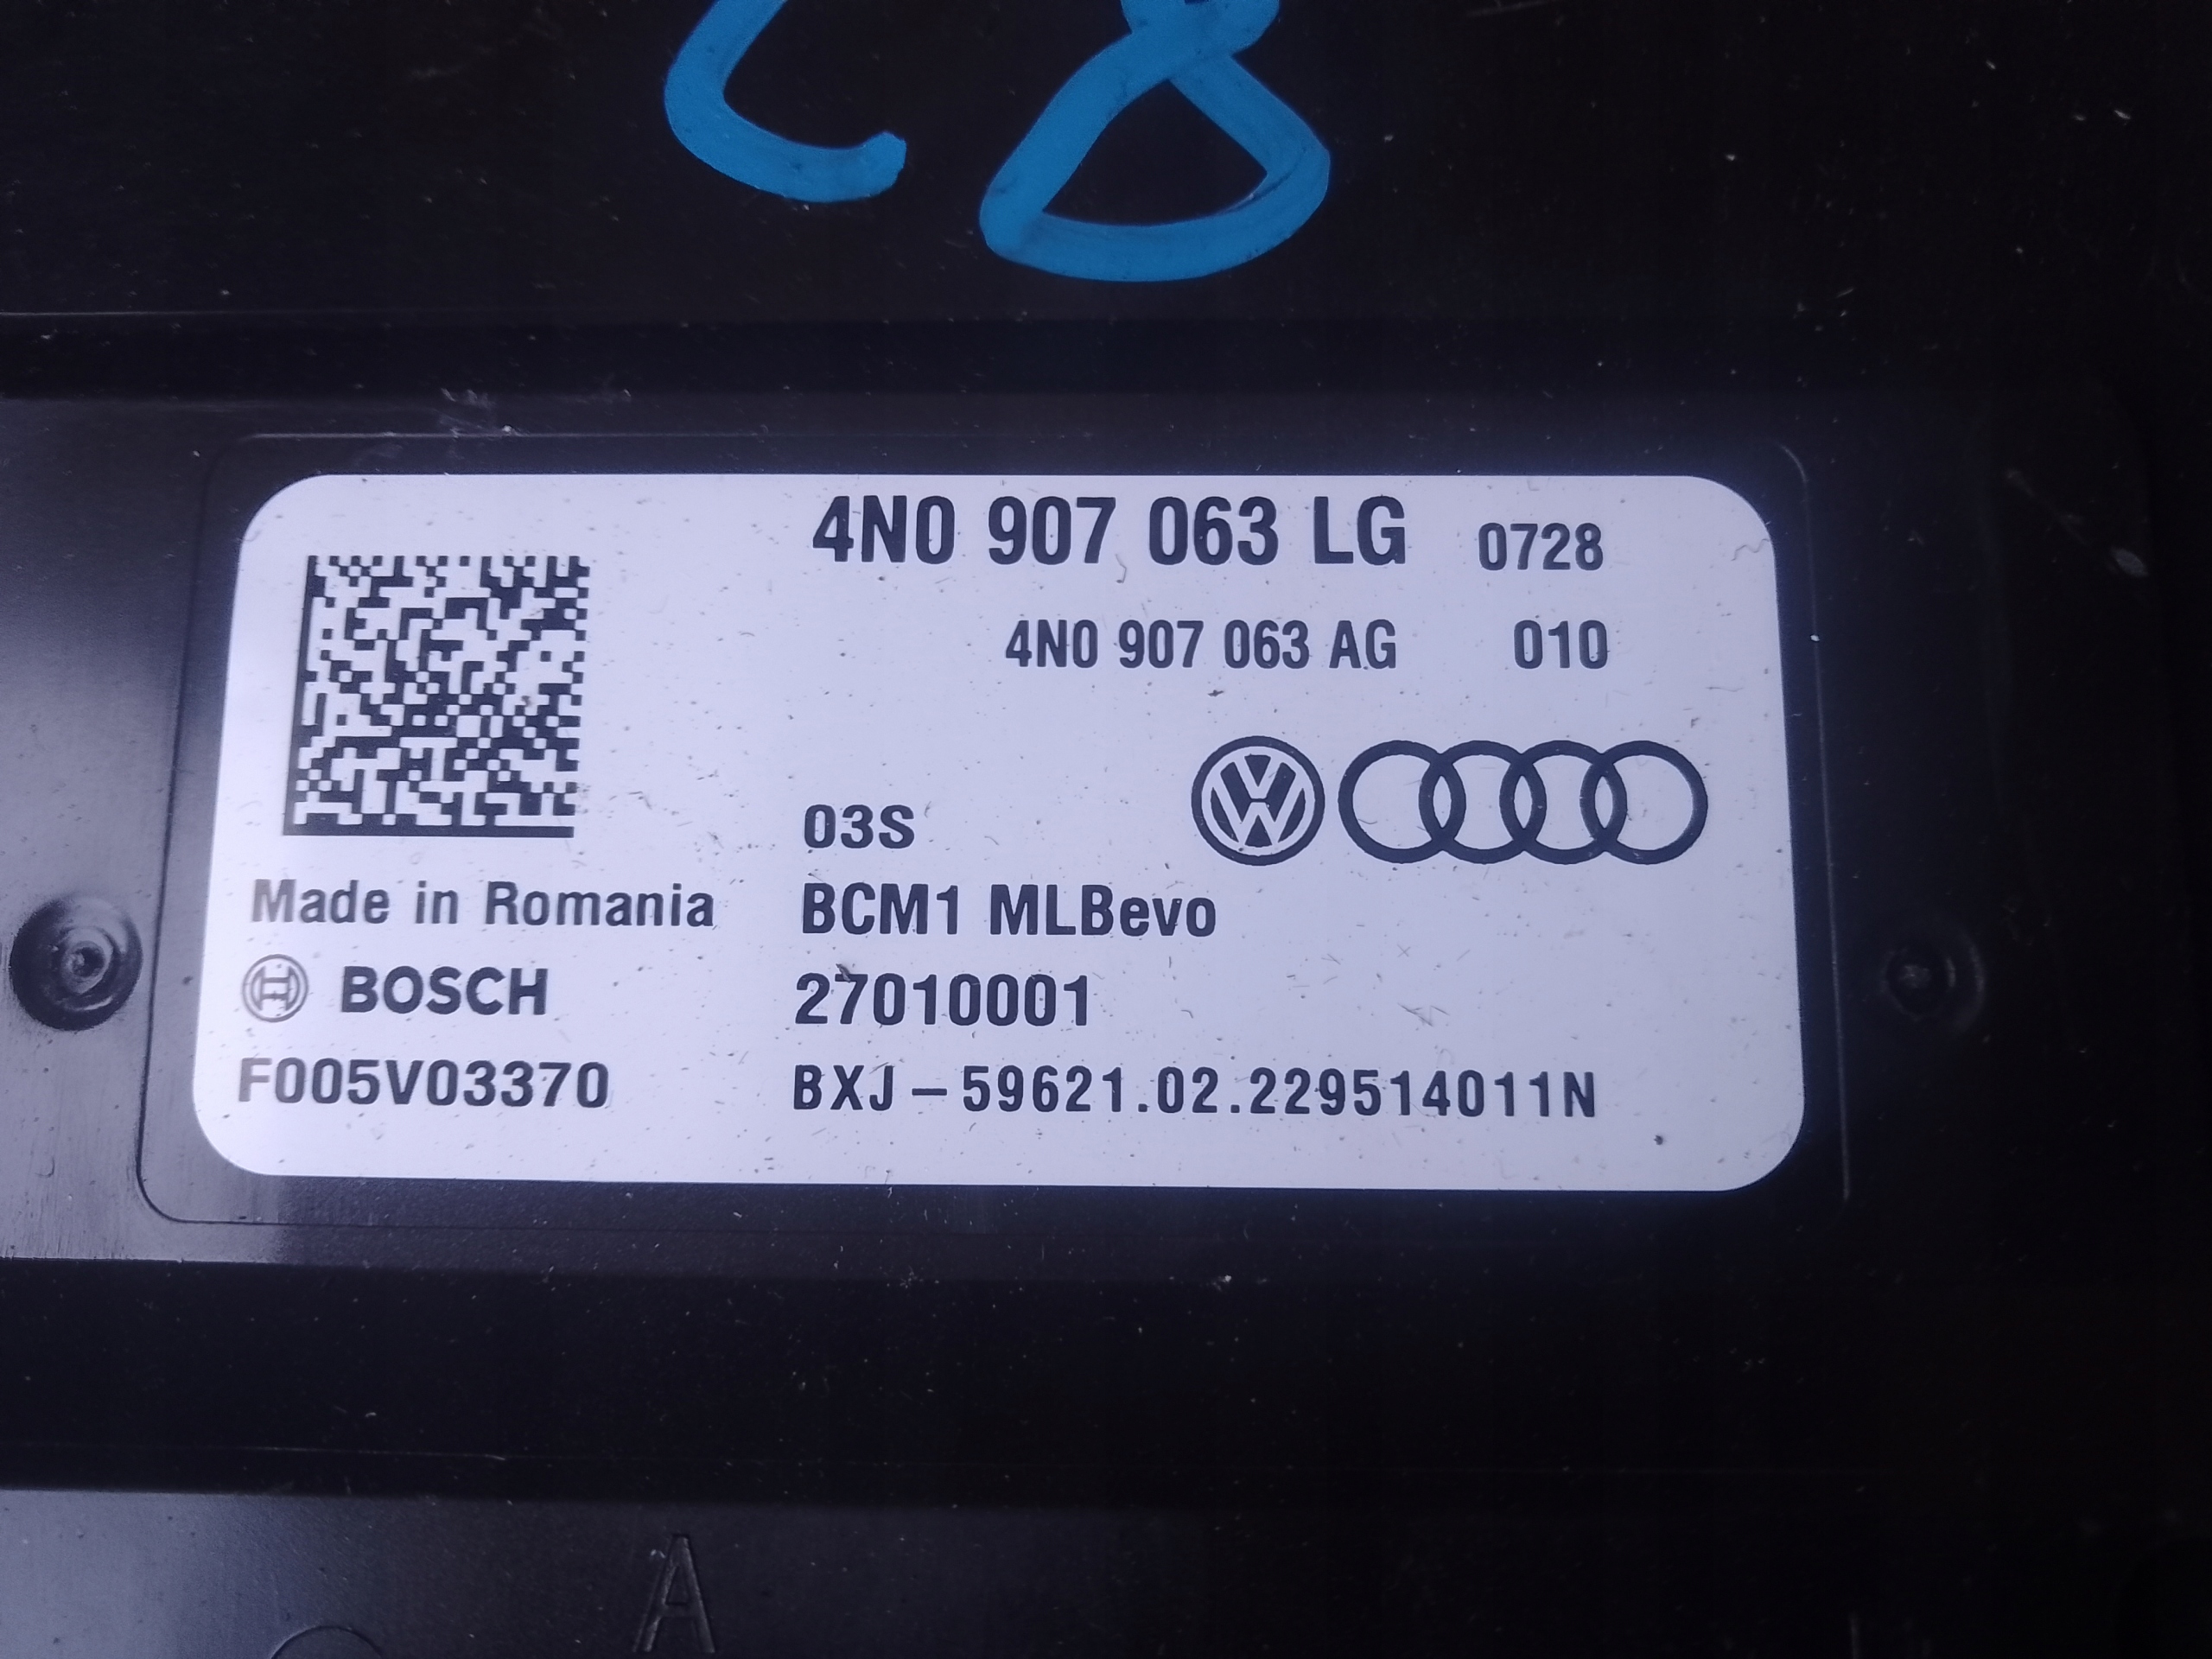 C8
4N0 907 063 LG 0728
4N0 907 063 AG 010
03S
Made in Romania BCM1 MLBevo
BOSCH 27010001
F005V03370 BXJ-59621.02.229514011N
A